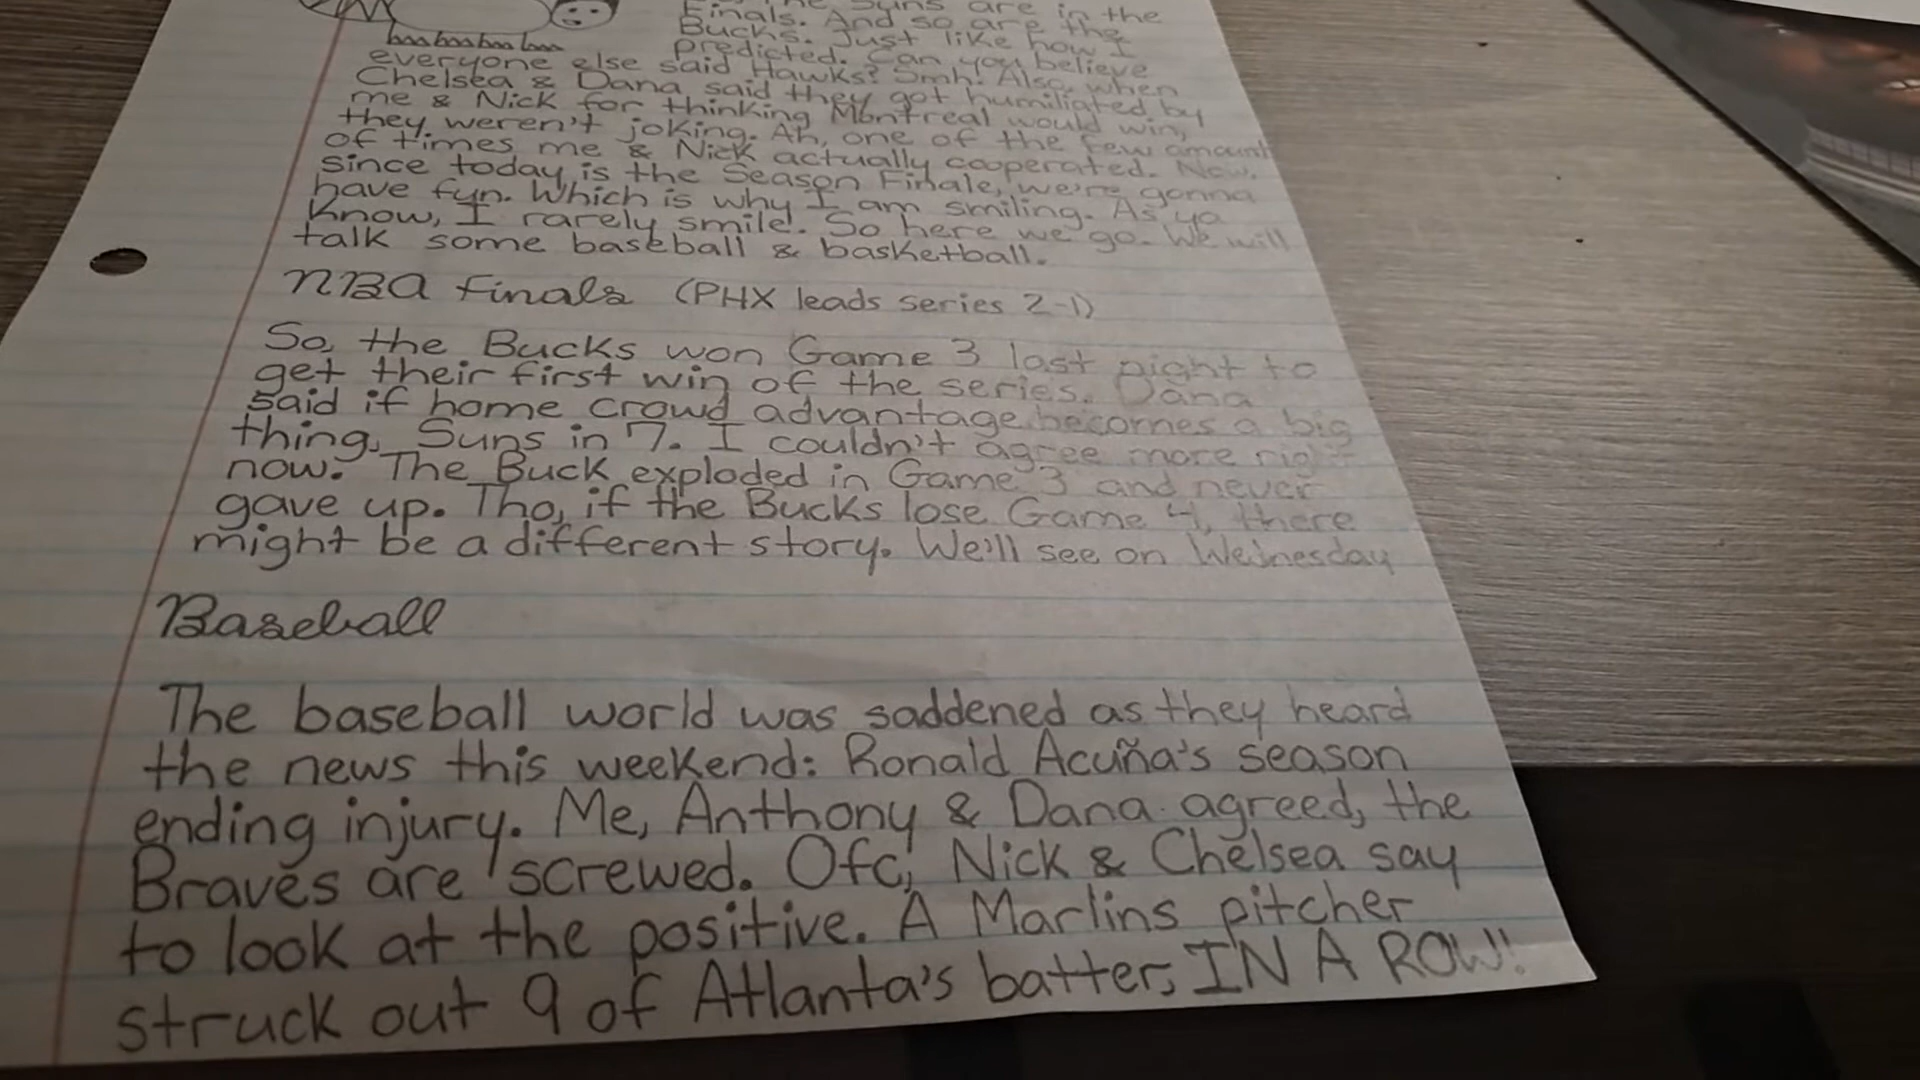 The Suns are in the
Finals. And so are the
Bucks. Just like how I
predicted. Can you believe
everyone else said Hawks? Smh! Also, when
Chelsea & Dana said they got humiliated by
me & Nick for thinking Montreal would win,
they weren't joking. Ah, one of the few amount
of times me & Nick actually cooperated. Now,
since today is the Season Finale, we're gonna
have fun. Which is why I am smiling. As ya
know, I rarely smile. So here we go. We will
talk some baseball & basketball.
NBA Finals (PHX leads series 2-1)
So, the Bucks won Game 3 last night to
get their first win of the series. Dana
said if home crowd advantage becomes a big
thing, Suns in 7. I couldn't agree more rig
now. The Buck exploded in Game 3 and never
gave up. Tho, if the Bucks lose Game 4, there
might be a different story. We'll see on Wednesday
Baseball
The baseball world was saddened as they heard
the news this weekend: Ronald Acuña's season
ending injury. Me, Anthony & Dana agreed, the
Braves are screwed. Ofc, Nick & Chelsea say
to look at the positive. A Marlins pitcher
struck out 9 of Atlanta's batters IN A ROW!!